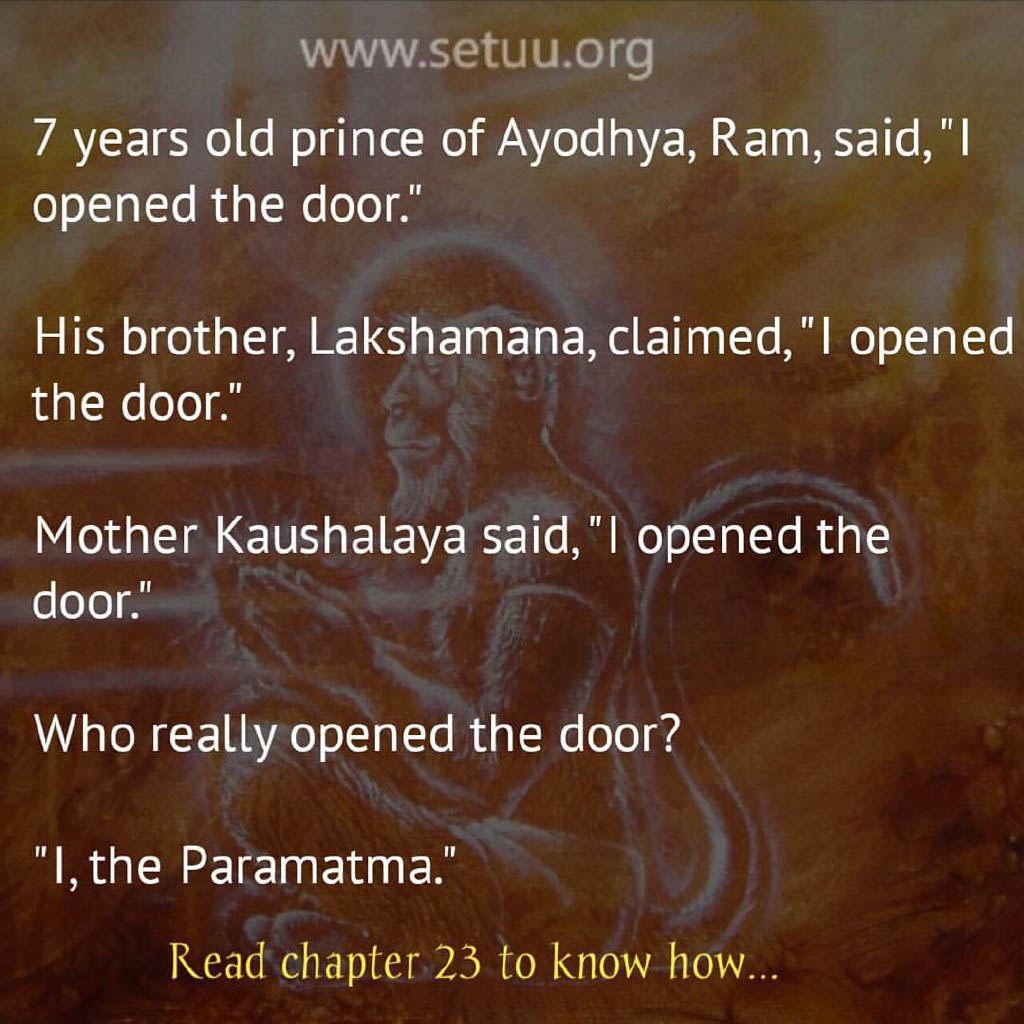 www.setuu.org
7 years old prince of Ayodhya, Ram, said, "I
opened the door."
His brother, Lakshamana, claimed, "I opened
the door."
Mother Kaushalaya said, "I opened the
door."
Who really opened the door?
"I, the Paramatma."
Read chapter 23 to know how...